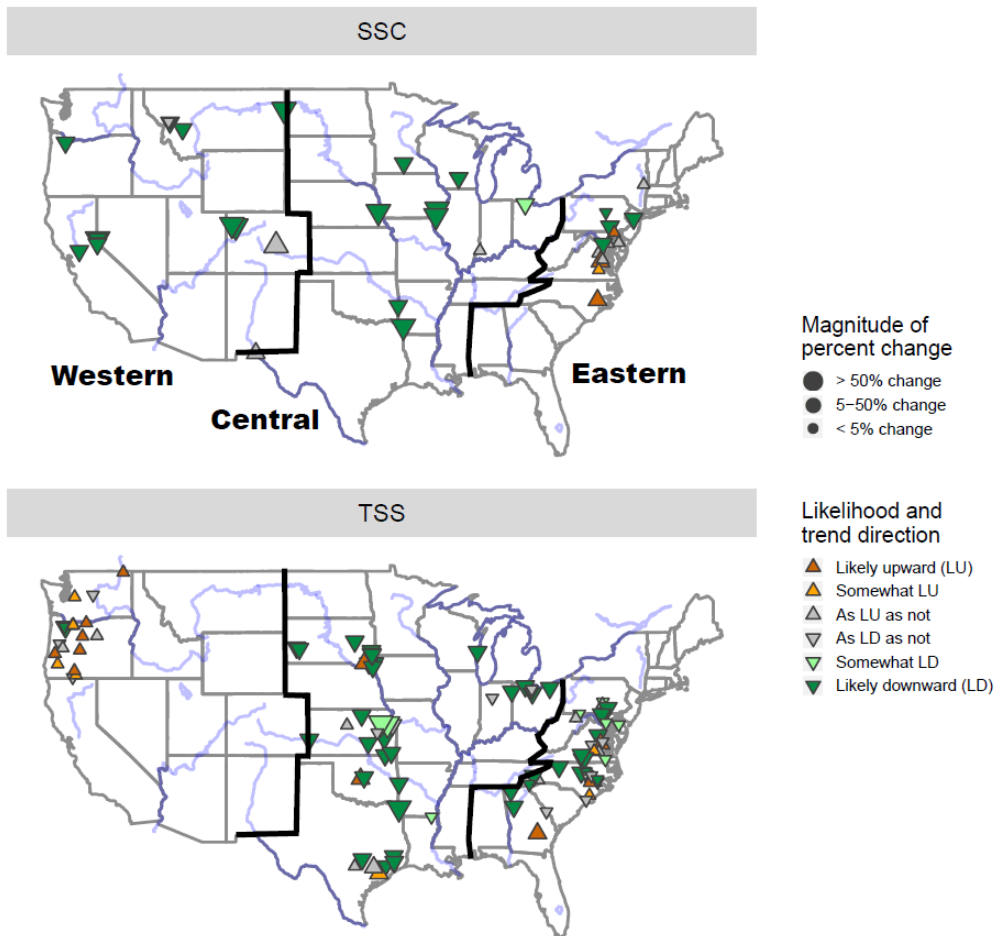 SSC
Western
Central
Eastern
Magnitude of
percent change
> 50% change
5−50% change
< 5% change
TSS
Likelihood and
trend direction
Likely upward (LU)
Somewhat LU
As LU as not
As LD as not
Somewhat LD
Likely downward (LD)